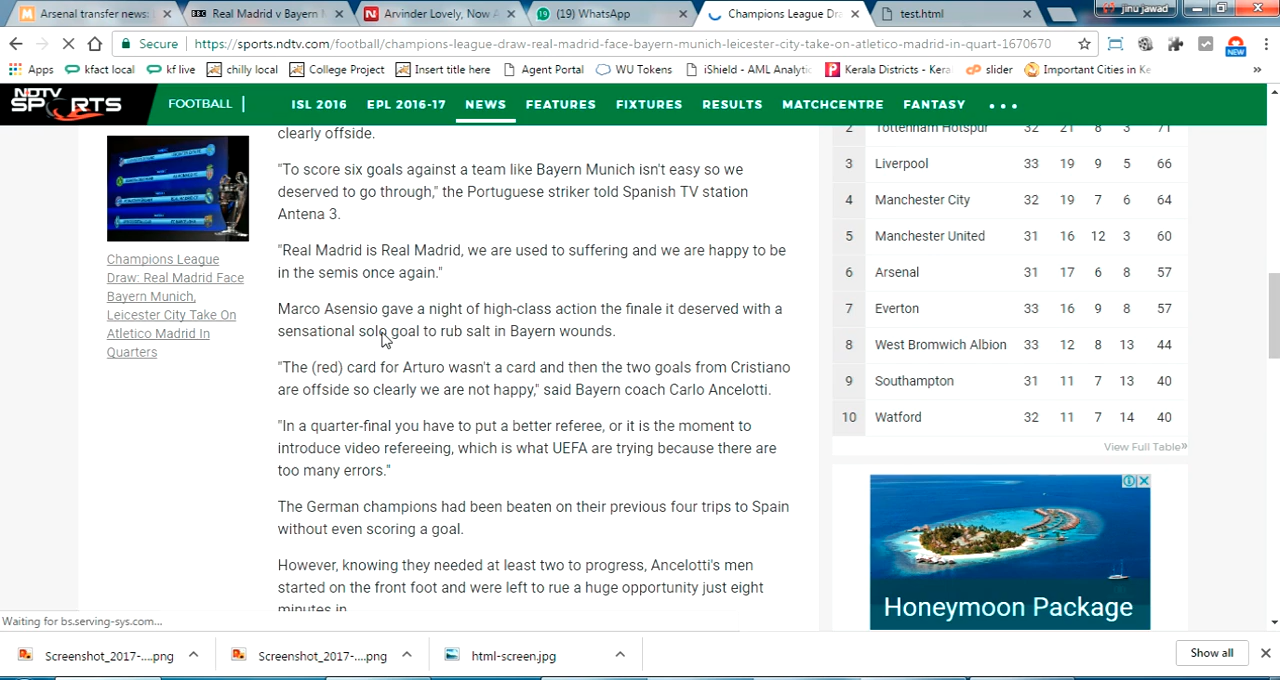 Arsenal transfer news:
Real Madrid v Bayern M
Arvinder Lovely, Now A
(19) WhatsApp
Champions League Dra
test.html
jinu jawad
Secure
https://sports.ndtv.com/football/champions-league-draw-real-madrid-face-bayern-munich-leicester-city-take-on-atletico-madrid-in-quart-1670670
NEW
Apps
kfact local
kf live
chilly local
College Project
Insert title here
Agent Portal
WU Tokens
iShield - AML Analytic
Kerala Districts - Kera
slider
Important Cities in Ke
NDTV
SPORTS
FOOTBALL
ISL 2016
EPL 2016-17
NEWS
FEATURES
FIXTURES
RESULTS
MATCHCENTRE
FANTASY
Champions League
Draw: Real Madrid Face
Bayern Munich,
Leicester City Take On
Atletico Madrid In
Quarters
clearly offside.
"To score six goals against a team like Bayern Munich isn't easy so we
deserved to go through," the Portuguese striker told Spanish TV station
Antena 3.
"Real Madrid is Real Madrid, we are used to suffering and we are happy to be
in the semis once again."
Marco Asensio gave a night of high-class action the finale it deserved with a
sensational solo goal to rub salt in Bayern wounds.
"The (red) card for Arturo wasn't a card and then the two goals from Cristiano
are offside so clearly we are not happy," said Bayern coach Carlo Ancelotti.
"In a quarter-final you have to put a better referee, or it is the moment to
introduce video refereeing, which is what UEFA are trying because there are
too many errors."
The German champions had been beaten on their previous four trips to Spain
without even scoring a goal.
However, knowing they needed at least two to progress, Ancelotti's men
started on the front foot and were left to rue a huge opportunity just eight
minutes in
2 Tottenham Hotspur 32 21 8 3 71
3 Liverpool 33 19 9 5 66
4 Manchester City 32 19 7 6 64
5 Manchester United 31 16 12 3 60
6 Arsenal 31 17 6 8 57
7 Everton 33 16 9 8 57
8 West Bromwich Albion 33 12 8 13 44
9 Southampton 31 11 7 13 40
10 Watford 32 11 7 14 40
View Full Table»
Honeymoon Package
Waiting for bs.serving-sys.com...
Screenshot_2017-....png
Screenshot_2017-....png
html-screen.jpg
Show all